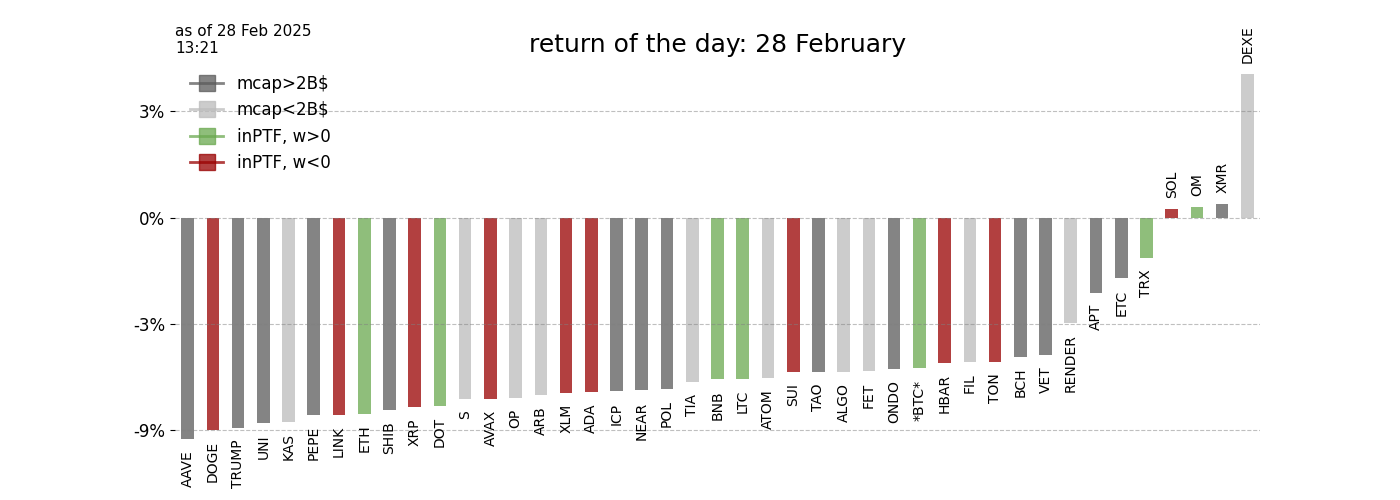 as of 28 Feb 2025
13:21
return of the day: 28 February
mcap>2B$
mcap<2B$
inPTF, w>0
inPTF, w<0
3%
0%
-3%
-9%
AAVE
DOGE
TRUMP
UNI
KAS
PEPE
LINK
ETH
SHIB
XRP
DOT
S
AVAX
OP
ARB
XLM
ADA
ICP
NEAR
POL
TIA
BNB
LTC
ATOM
SUI
TAO
ALGO
FET
ONDO
*BTC*
HBAR
FIL
TON
BCH
VET
RENDER
APT
ETC
TRX
SOL
OM
XMR
DEXE